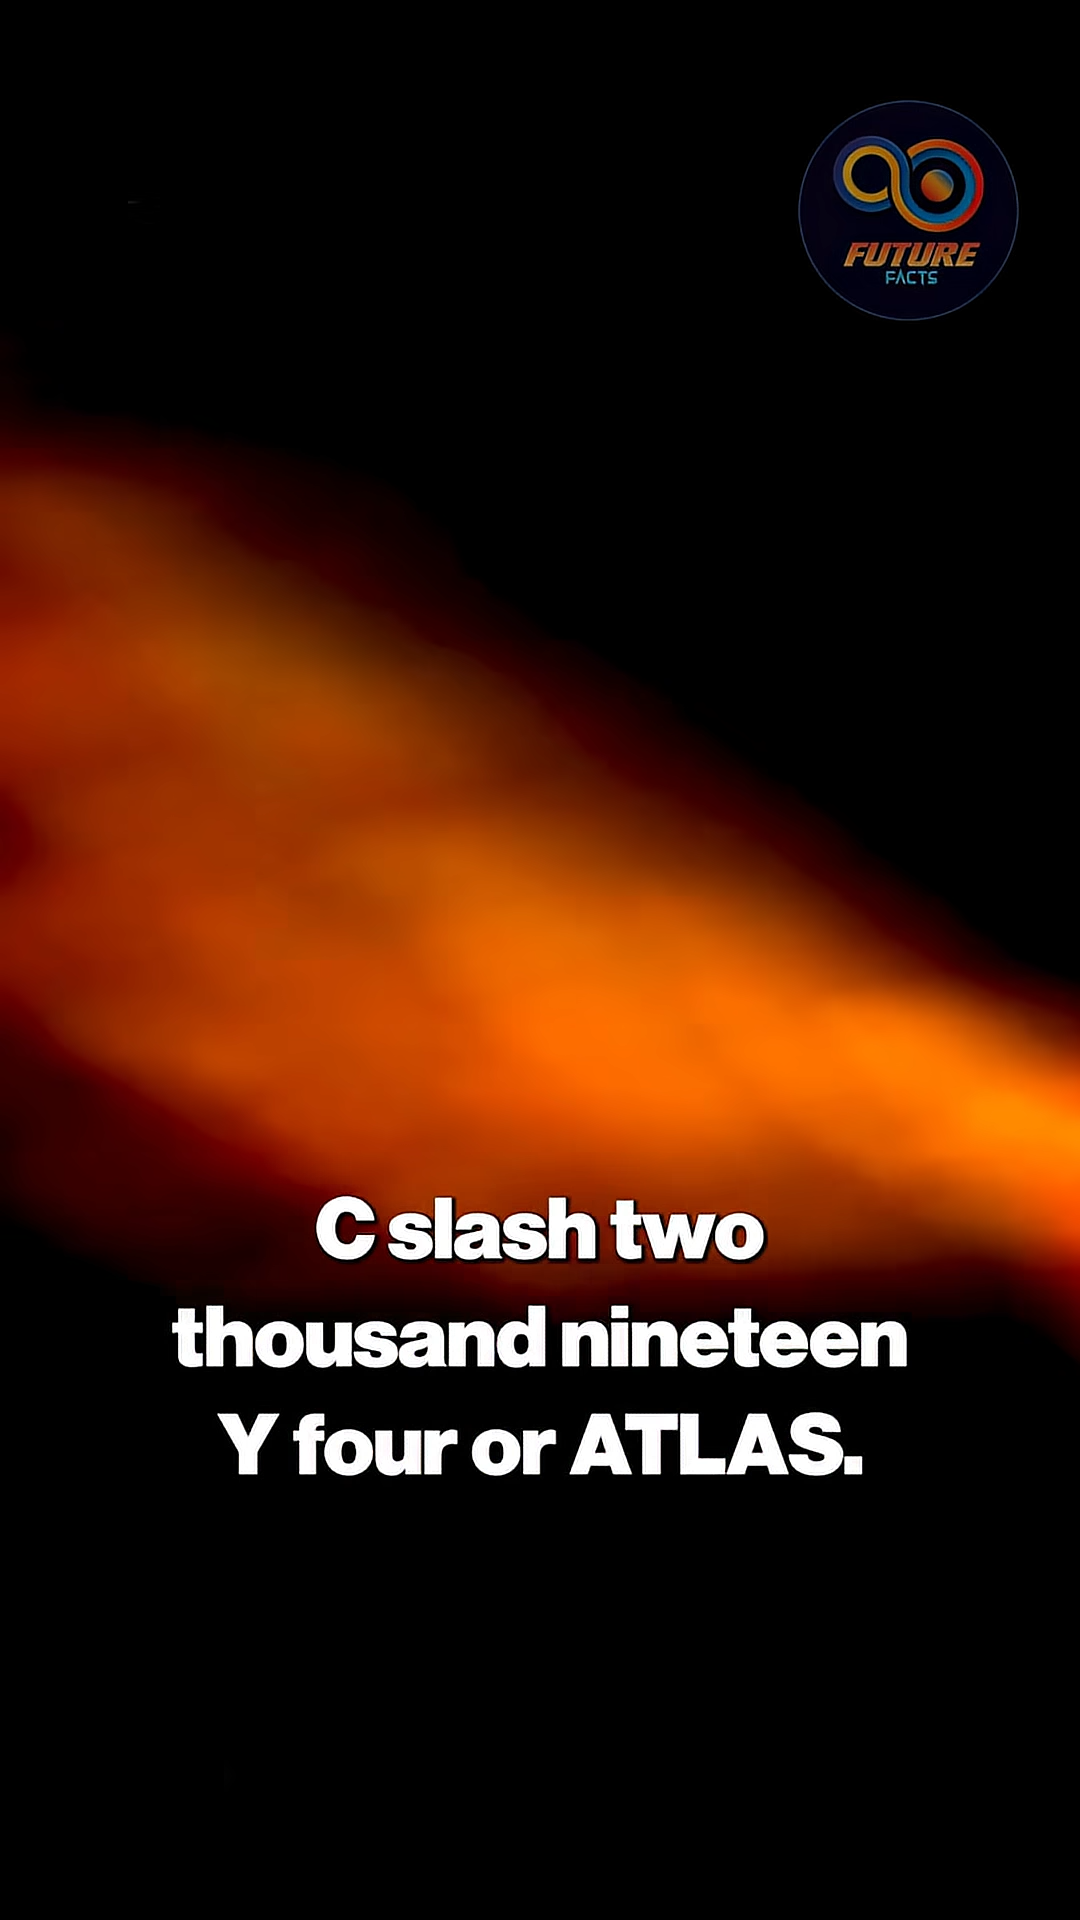 FUTURE
FACTS
C slash two
thousand nineteen
Y four or ATLAS.